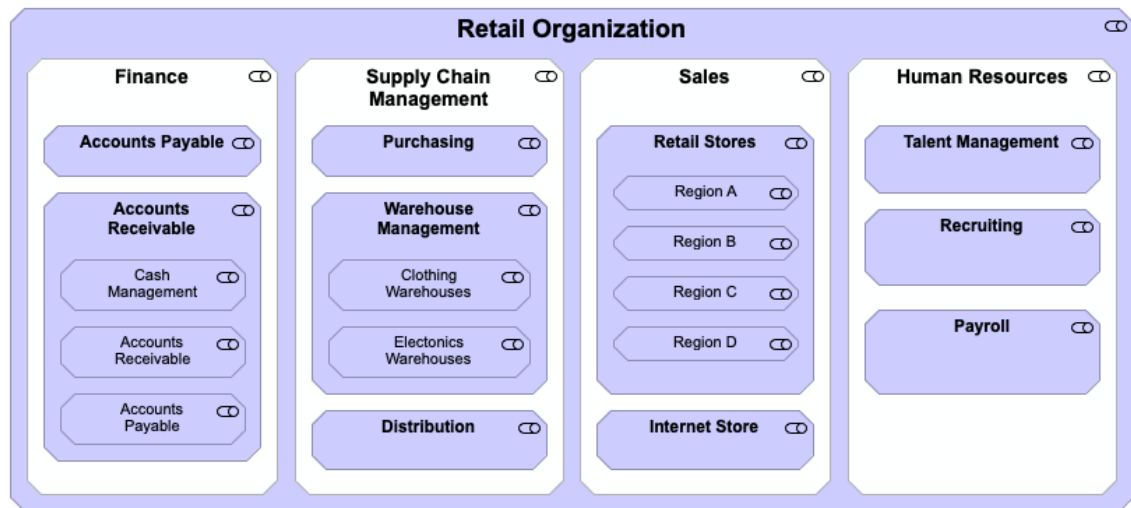 Retail Organization
Finance
Accounts Payable
Accounts
Receivable
Cash
Management
Accounts
Receivable
Accounts
Payable
Supply Chain
Management
Purchasing
Warehouse
Management
Clothing
Warehouses
Electonics
Warehouses
Distribution
Sales
Retail Stores
Region A
Region B
Region C
Region D
Internet Store
Human Resources
Talent Management
Recruiting
Payroll